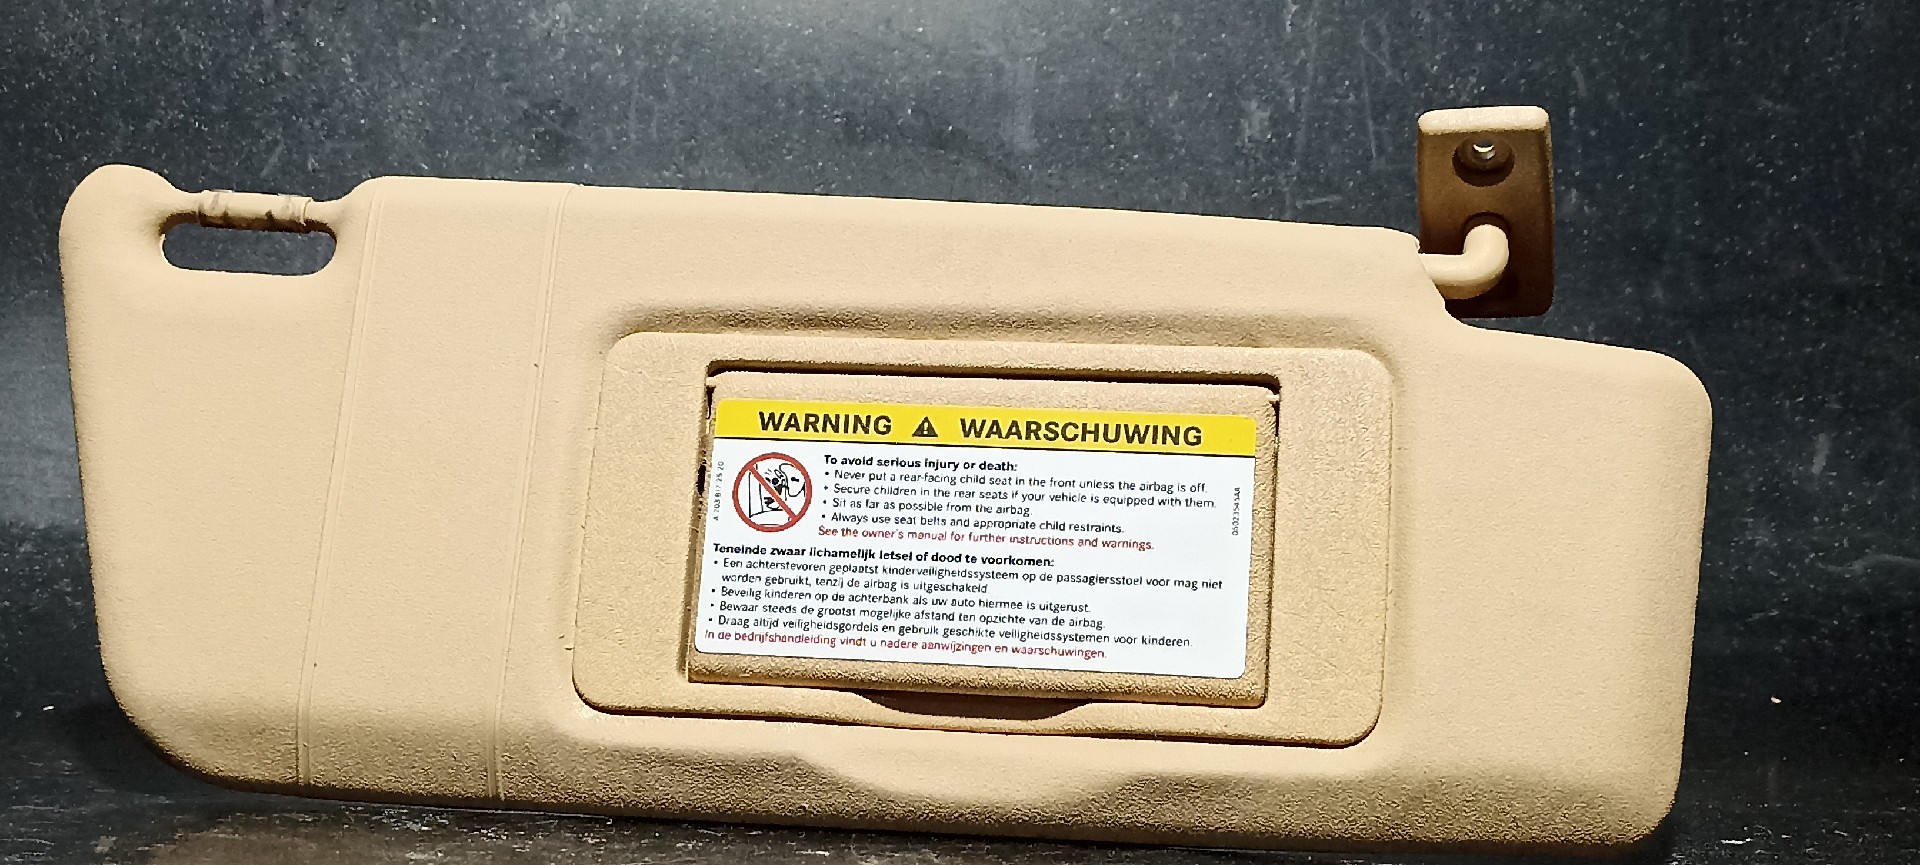 WARNING WAARSCHUWING
To avoid serious injury or death:
• Never put a rear-facing child seat in the front unless the airbag is off.
• Secure children in the rear seats if your vehicle is equipped with them.
• Sit as far as possible from the airbag.
• Always use seat belts and appropriate child restraints.
See the owner's manual for further instructions and warnings.
Teneinde zwaar lichamelijk letsel of dood te voorkomen:
• Een achterstevoren geplaatst kinderveiligheidssysteem op de passagiersstoel voor mag niet
worden gebruikt, tenzij de airbag is uitgeschakeld.
• Beveilig kinderen op de achterbank als uw auto hiermee is uitgerust.
• Bewaar steeds de grootst mogelijke afstand ten opzichte van de airbag.
• Draag altijd veiligheidsgordels en gebruik geschikte veiligheidssystemen voor kinderen.
In de bedrijfshandleiding vindt u nadere aanwijzingen en waarschuwingen.